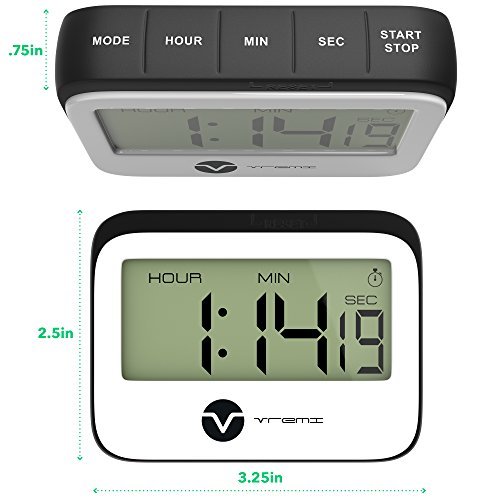 .75in
MODE HOUR MIN SEC START STOP
HOUR MIN
1:14 19
SEC
VREMI
RESET
HOUR MIN
SEC
1:14 19
2.5in
VREMI
3.25in